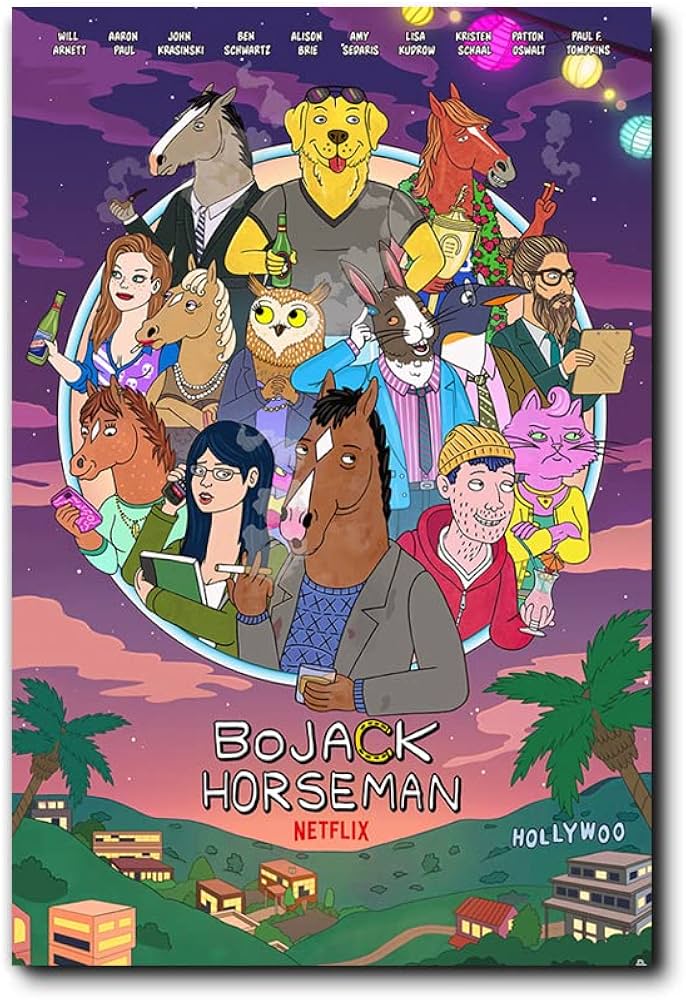 WILL AARON JOHN BEN ALISON AMY LISA KRISTEN PATTON PAUL F.
ARNETT PAUL KRASINSKI SCHWARTZ BRIE SEDARIS KUDROW SCHAAL OSWALT TOMPKINS
BOJACK
HORSEMAN
NETFLIX
HOLLYWOO